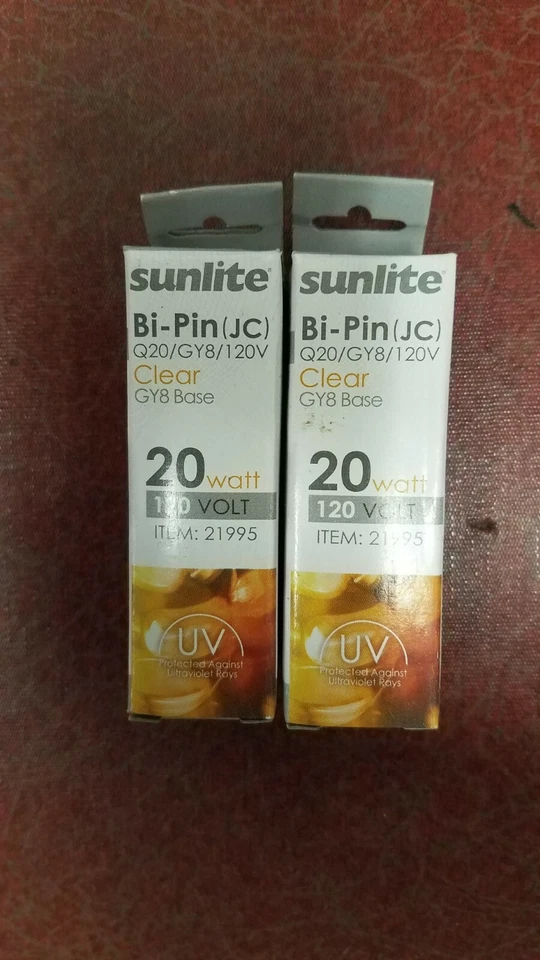 sunlite
Bi-Pin(JC)
Q20/GY8/120V
Clear
GY8 Base
20 watt
120 VOLT
ITEM: 21995
UV
Protected Against
Ultraviolet Rays
sunlite
Bi-Pin(JC)
Q20/GY8/120V
Clear
GY8 Base
20 watt
120 VOLT
ITEM: 21995
UV
Protected Against
Ultraviolet Rays